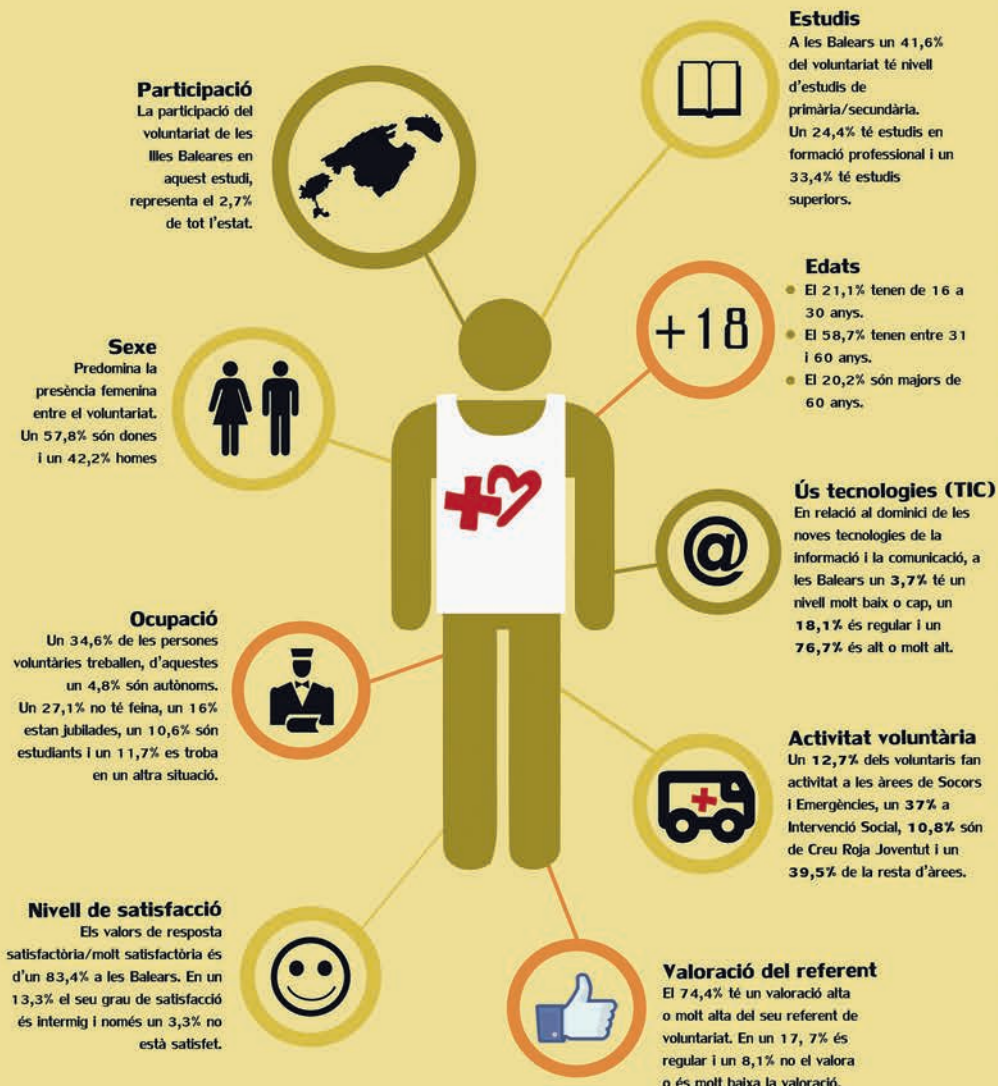 Participació
La participació del
voluntariat de les
Illes Baleares en
aquest estudi,
representa el 2,7%
de tot l'estat.
Estudis
A les Balears un 41,6%
del voluntariat té nivell
d'estudis de
primària/secundària.
Un 24,4% té estudis en
formació professional i un
33,4% té estudis
superiors.
Sexe
Predomina la
presència femenina
entre el voluntariat.
Un 57,8% són dones
i un 42,2% homes
+18
Edats
El 21,1% tenen de 16 a
30 anys.
El 58,7% tenen entre 31
i 60 anys.
El 20,2% són majors de
60 anys.
@
Ús tecnologies (TIC)
En relació al dominici de les
noves tecnologies de la
informació i la comunicació, a
les Balears un 3,7% té un
nivell molt baix o cap, un
18,1% és regular i un
76,7% és alt o molt alt.
Ocupació
Un 34,6% de les persones
voluntàries treballen, d'aquestes
un 4,8% són autònoms.
Un 27,1% no té feina, un 16%
estan jubilades, un 10,6% són
estudiants i un 11,7% es troba
en un altra situació.
Activitat voluntària
Un 12,7% dels voluntaris fan
activitat a les àrees de Socors
i Emergències, un 37% a
Intervenció Social, 10,8% són
de Creu Roja Joventut i un
39,5% de la resta d'àrees.
Nivell de satisfacció
Els valors de resposta
satisfactòria/molt satisfactòria és
d'un 83,4% a les Balears. En un
13,3% el seu grau de satisfacció
és intermig i només un 3,3% no
està satisfet.
Valoració del referent
El 74,4% té un valoració alta
o molt alta del seu referent de
voluntariat. En un 17, 7% és
regular i un 8,1% no el valora
o és molt baixa la valoració.